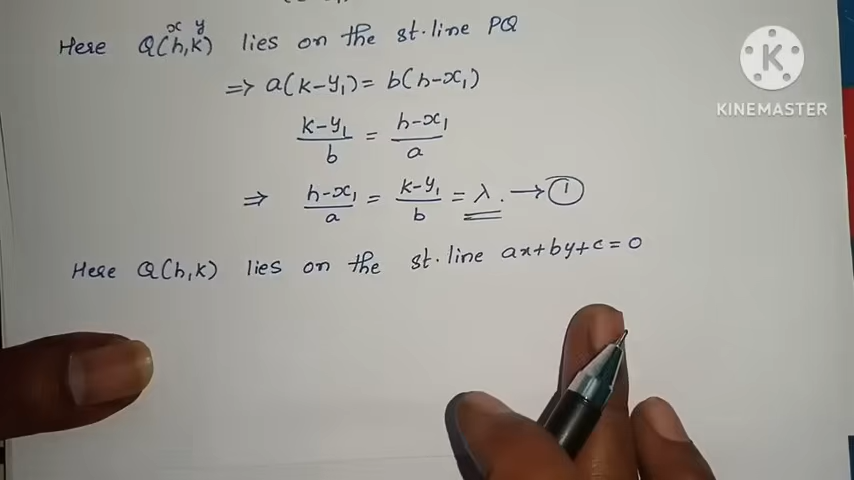 x y
Here Q(h,k) lies on the st.line PQ
⇒ a(k-y₁) = b(h-x₁)
(k-y₁)/b = (h-x₁)/a
⇒ (h-x₁)/a = (k-y₁)/b = λ. → ①
Here Q(h,k) lies on the st.line ax+by+c=0
K
KINEMASTER